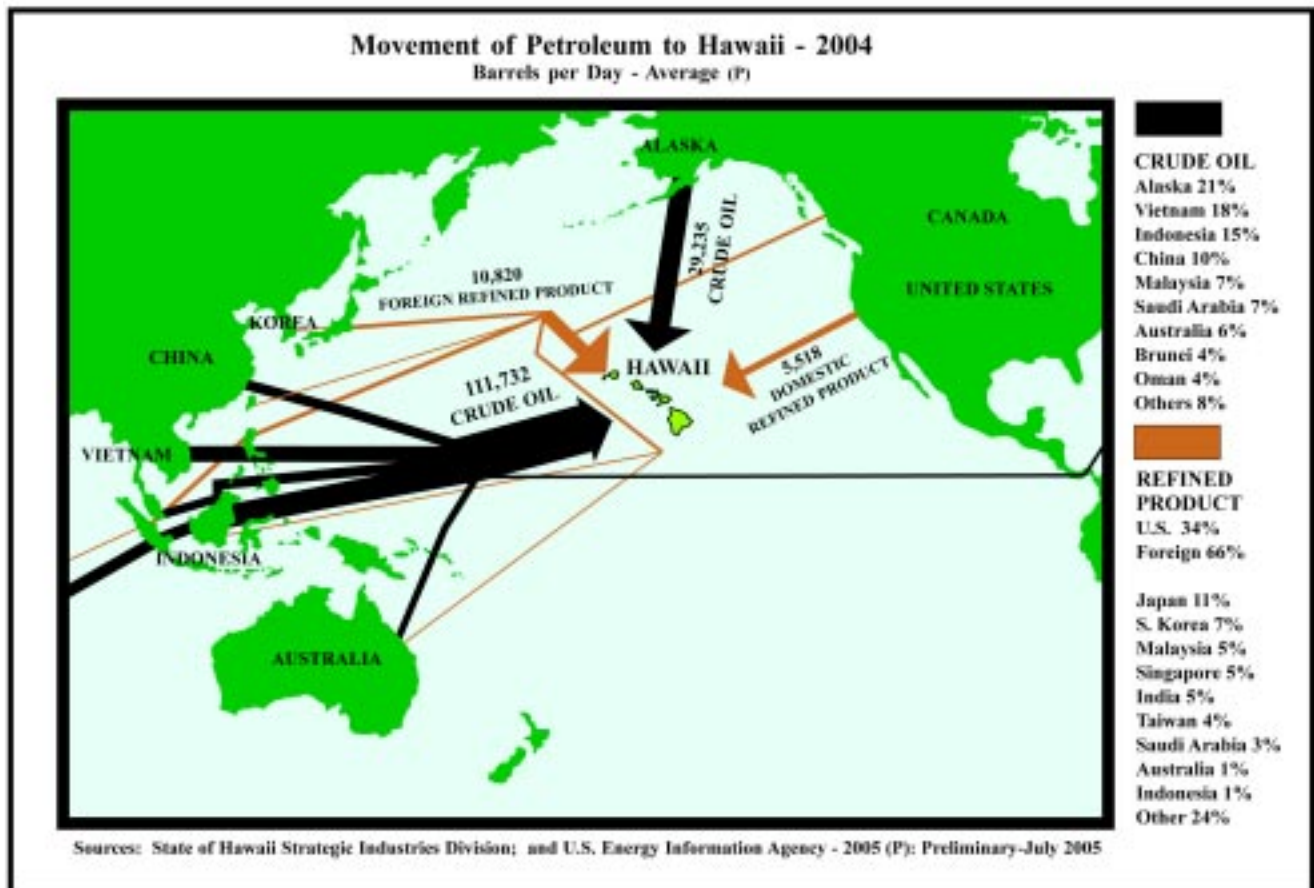 Movement of Petroleum to Hawaii - 2004
Barrels per Day - Average (P)
ALASKA
CANADA
29,235
CRUDE OIL
10,820
FOREIGN REFINED PRODUCT
UNITED STATES
KOREA
CHINA
HAWAII
5,518
DOMESTIC
REFINED PRODUCT
111,732
CRUDE OIL
VIETNAM
INDONESIA
AUSTRALIA
CRUDE OIL
Alaska 21%
Vietnam 18%
Indonesia 15%
China 10%
Malaysia 7%
Saudi Arabia 7%
Australia 6%
Brunei 4%
Oman 4%
Others 8%
REFINED
PRODUCT
U.S. 34%
Foreign 66%
Japan 11%
S. Korea 7%
Malaysia 5%
Singapore 5%
India 5%
Taiwan 4%
Saudi Arabia 3%
Australia 1%
Indonesia 1%
Other 24%
Sources: State of Hawaii Strategic Industries Division; and U.S. Energy Information Agency - 2005 (P): Preliminary-July 2005